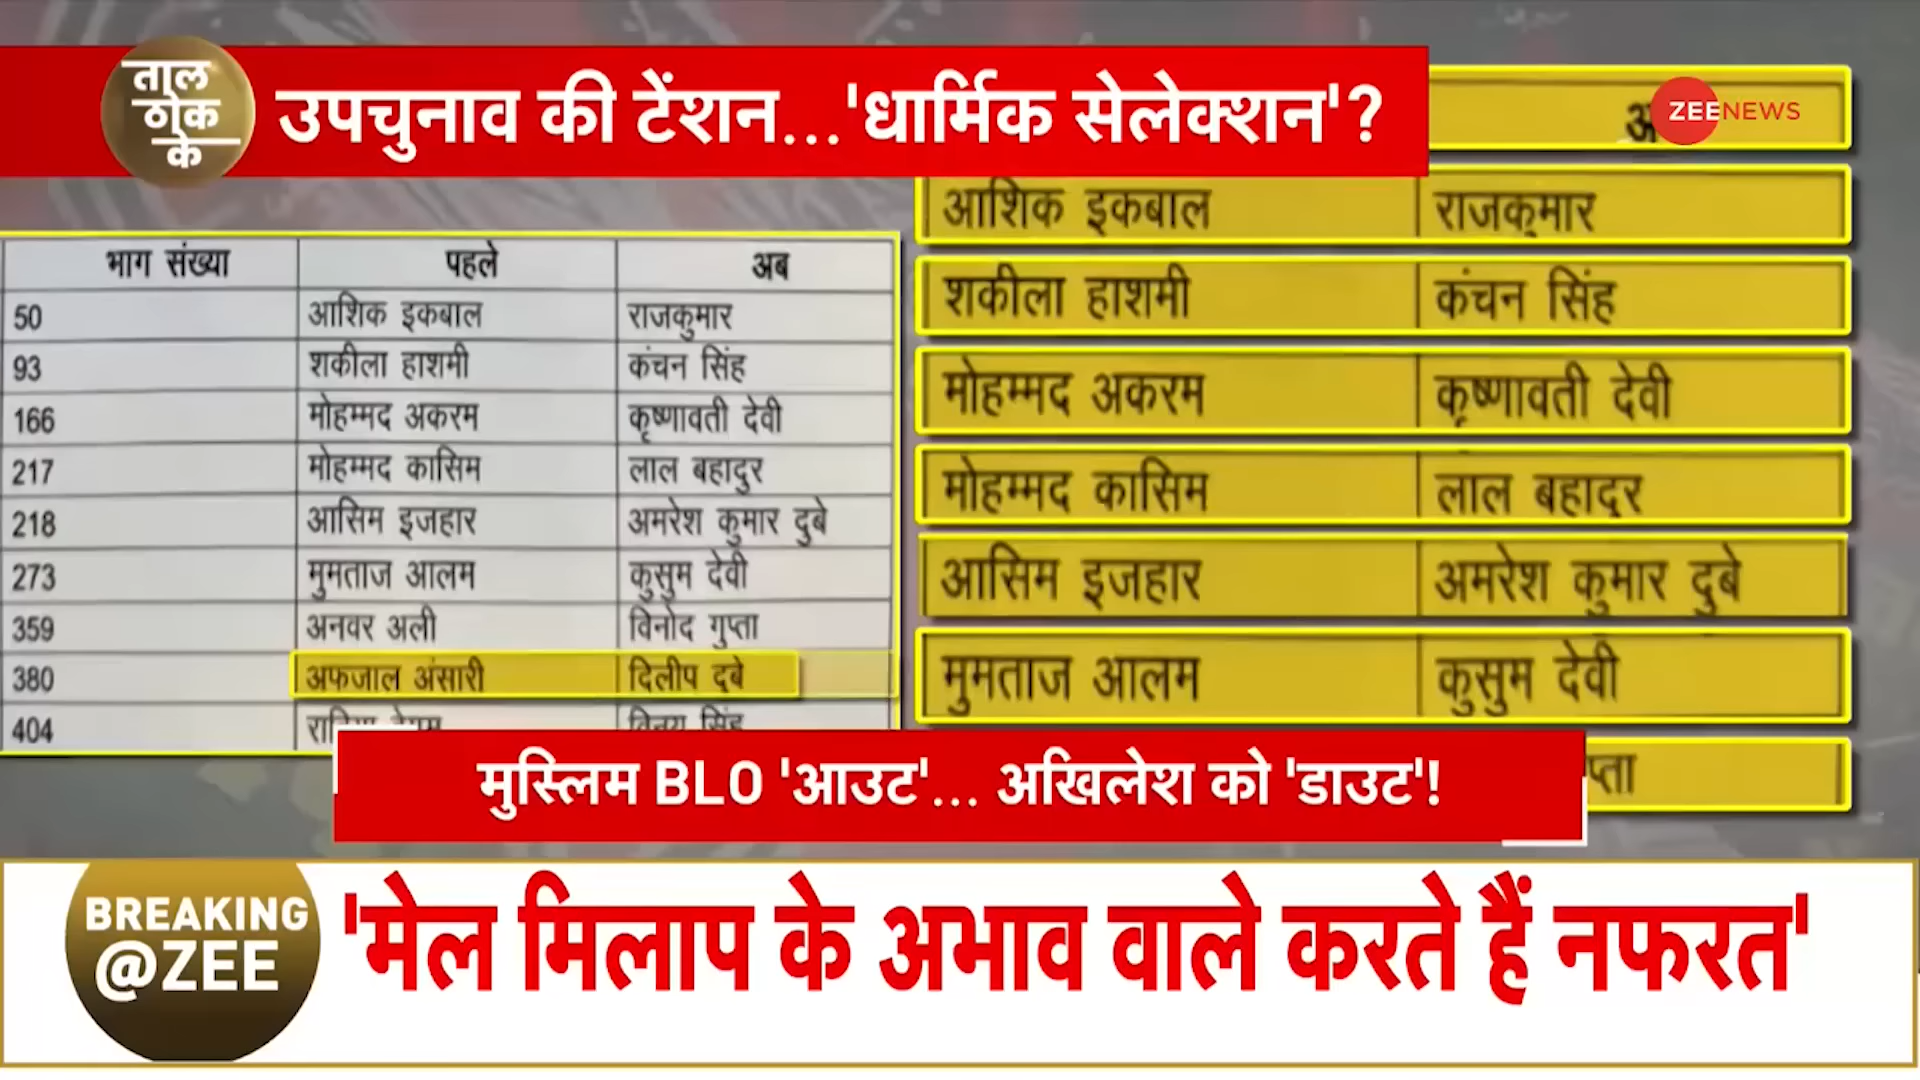 ताल
ठोक
के
उपचुनाव की टेंशन...'धार्मिक सेलेक्शन'?
ZEENEWS
भाग संख्या पहले अब
50 आशिक इकबाल राजकुमार
93 शकीला हाशमी कंचन सिंह
166 मोहम्मद अकरम कृष्णावती देवी
217 मोहम्मद कासिम लाल बहादुर
218 आसिम इजहार अमरेश कुमार दुबे
273 मुमताज आलम कुसुम देवी
359 अनवर अली विनोद गुप्ता
380 अफजाल अंसारी दिलीप दुबे
404
आशिक इकबाल राजकुमार
शकीला हाशमी कंचन सिंह
मोहम्मद अकरम कृष्णावती देवी
मोहम्मद कासिम लाल बहादुर
आसिम इजहार अमरेश कुमार दुबे
मुमताज आलम कुसुम देवी
मुस्लिम BLO 'आउट'... अखिलेश को 'डाउट'!
BREAKING
@ZEE
'मेल मिलाप के अभाव वाले करते हैं नफरत'